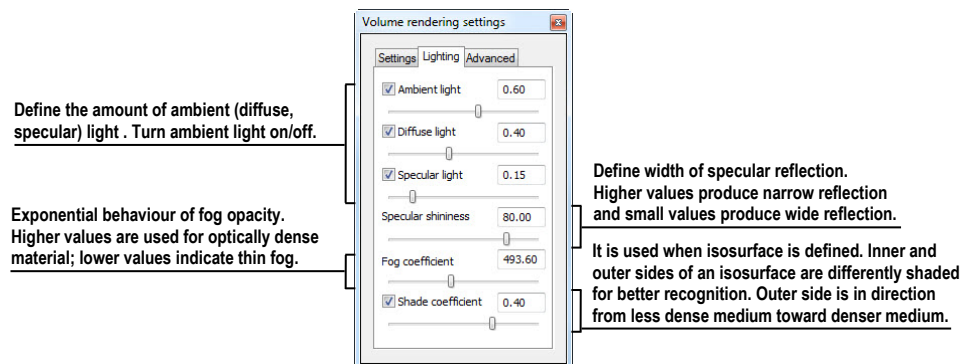 Volume rendering settings
Settings Lighting Advanced
Ambient light 0.60
Diffuse light 0.40
Specular light 0.15
Specular shininess 80.00
Fog coefficient 493.60
Shade coefficient 0.40
Define the amount of ambient (diffuse,
specular) light . Turn ambient light on/off.
Exponential behaviour of fog opacity.
Higher values are used for optically dense
material; lower values indicate thin fog.
Define width of specular reflection.
Higher values produce narrow reflection
and small values produce wide reflection.
It is used when isosurface is defined. Inner and
outer sides of an isosurface are differently shaded
for better recognition. Outer side is in direction
from less dense medium toward denser medium.